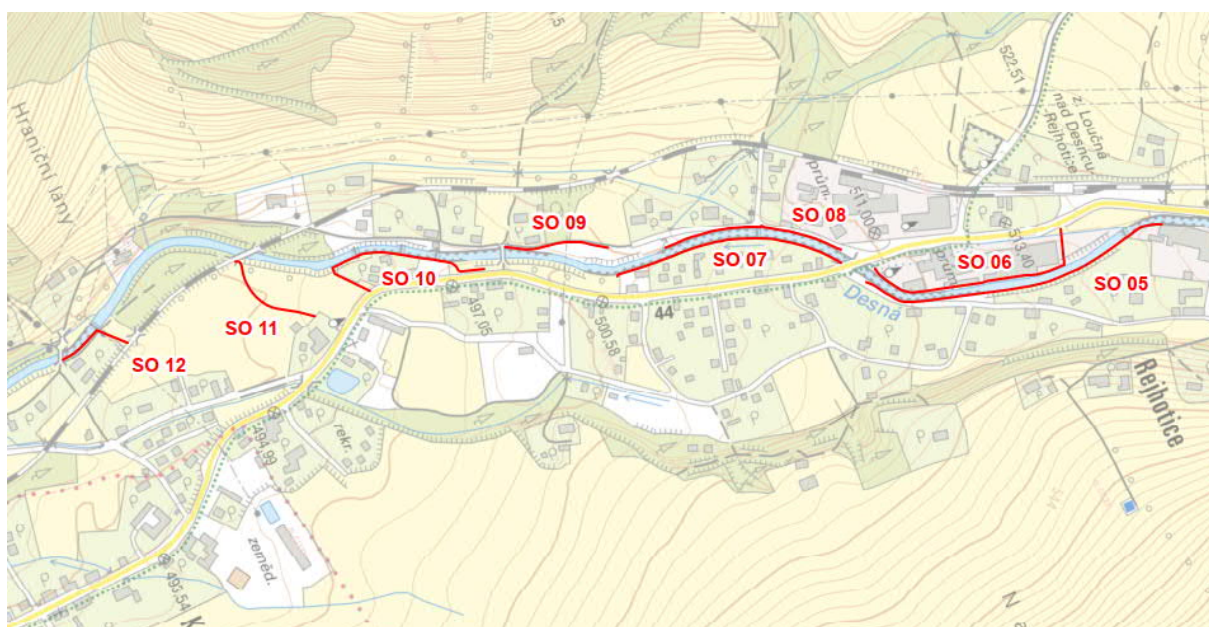 Hraniční lány
522,51
z. Loučná
nad Desnou-
Rejhotice
prům.
511,00
SO 08
SO 09
513,40
SO 07
SO 06
prům.
SO 10
SO 05
Desná
497,05
500,58
44
SO 11
SO 12
Rejhotice
494,99
rekr.
544
zeměd.
493,54
K
N a